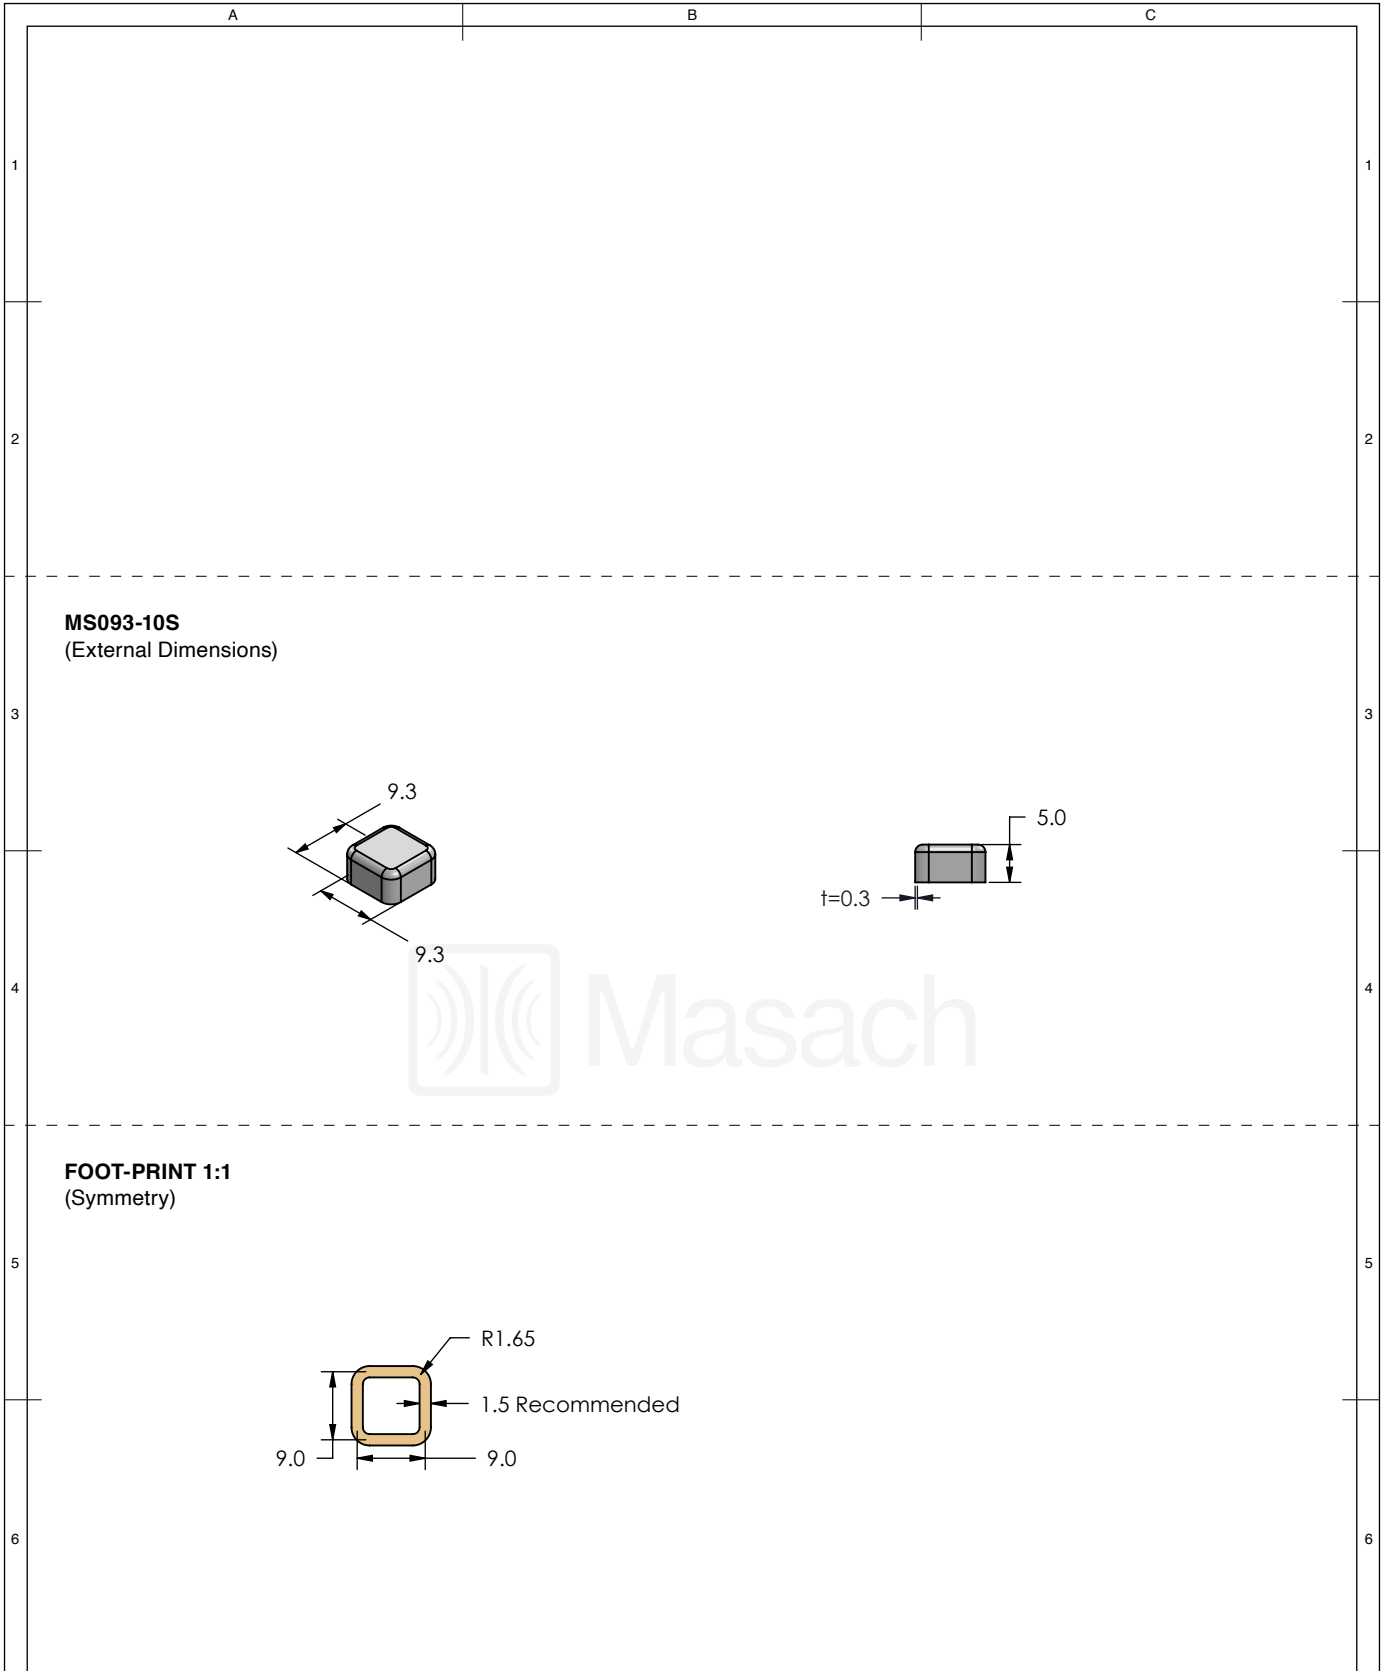 A B C
1 1
2 2
MS093-10S
(External Dimensions)
3 3
9.3
5.0
t=0.3
9.3
Masach
4 4
FOOT-PRINT 1:1
(Symmetry)
5 5
R1.65
1.5 Recommended
9.0 9.0
6 6